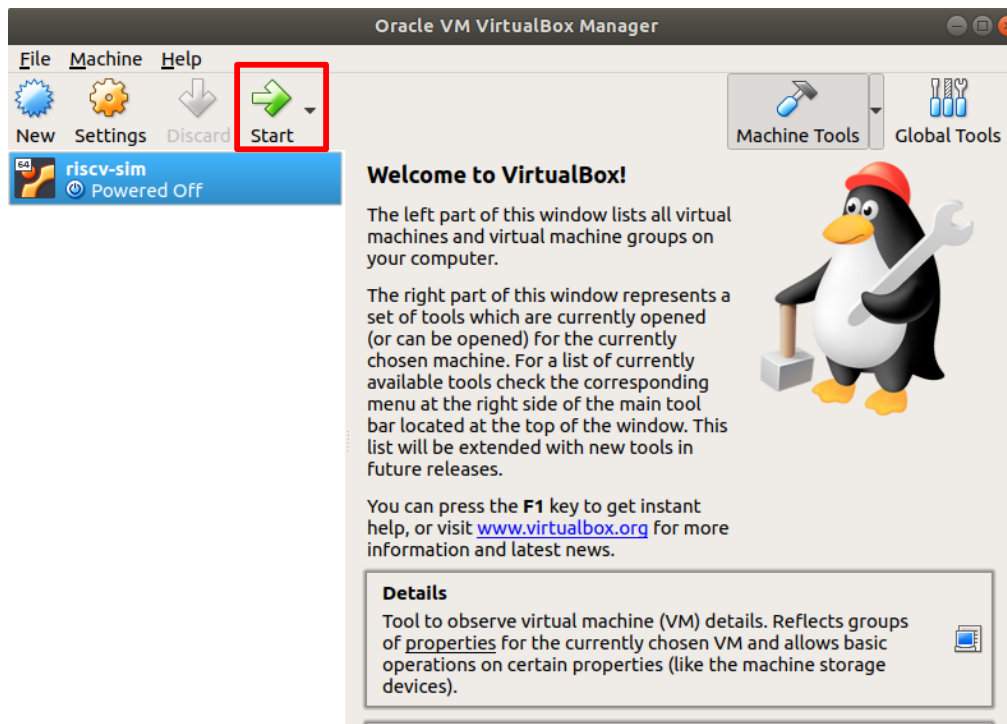 Oracle VM VirtualBox Manager
File Machine Help
New Settings Discard Start Machine Tools Global Tools
64
riscv-sim
Powered Off
Welcome to VirtualBox!
The left part of this window lists all virtual
machines and virtual machine groups on
your computer.
The right part of this window represents a
set of tools which are currently opened
(or can be opened) for the currently
chosen machine. For a list of currently
available tools check the corresponding
menu at the right side of the main tool
bar located at the top of the window. This
list will be extended with new tools in
future releases.
You can press the F1 key to get instant
help, or visit www.virtualbox.org for more
information and latest news.
Details
Tool to observe virtual machine (VM) details. Reflects groups
of properties for the currently chosen VM and allows basic
operations on certain properties (like the machine storage
devices).